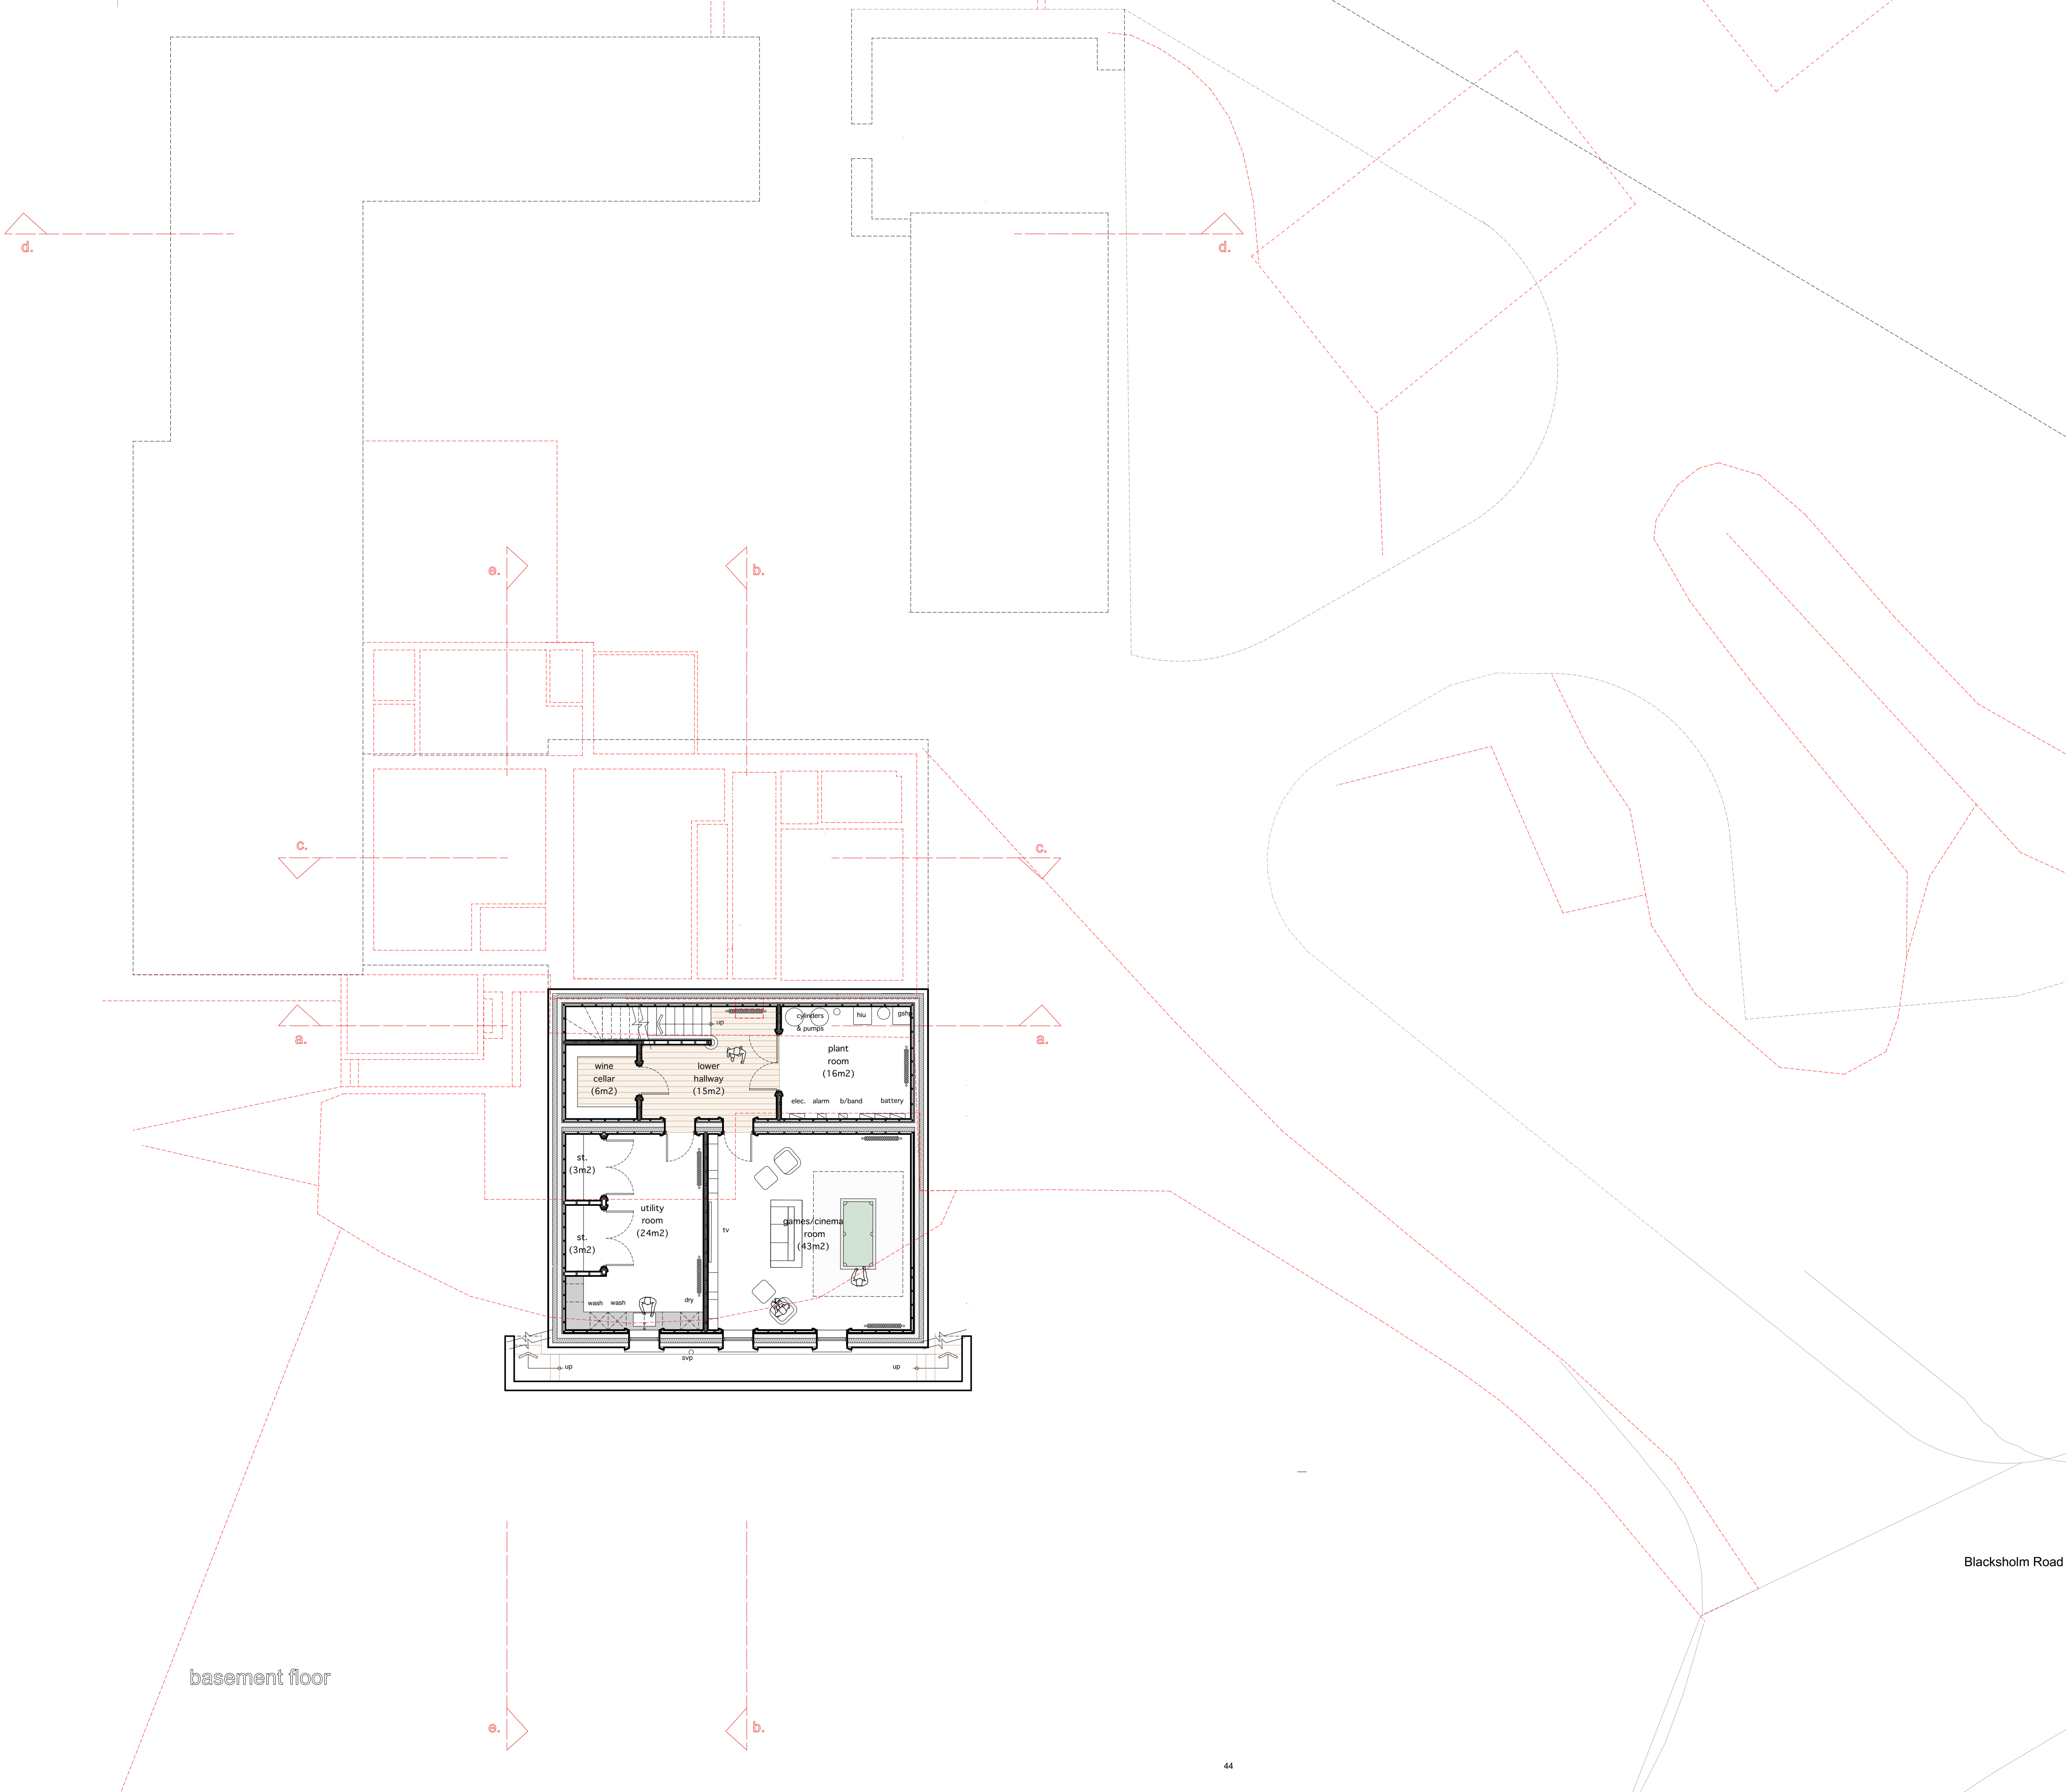 d.
d.
e.
b.
c.
c.
a.
a.
up
cylinders
& pumps
hiu
gshp
plant
room
(16m2)
wine
cellar
(6m2)
lower
hallway
(15m2)
elec.
alarm
b/band
battery
st.
(3m2)
utility
room
(24m2)
tv
games/cinema
room
(43m2)
st.
(3m2)
wash
wash
dry
svp
up
up
Blacksholm Road
basement floor
e.
b.
44